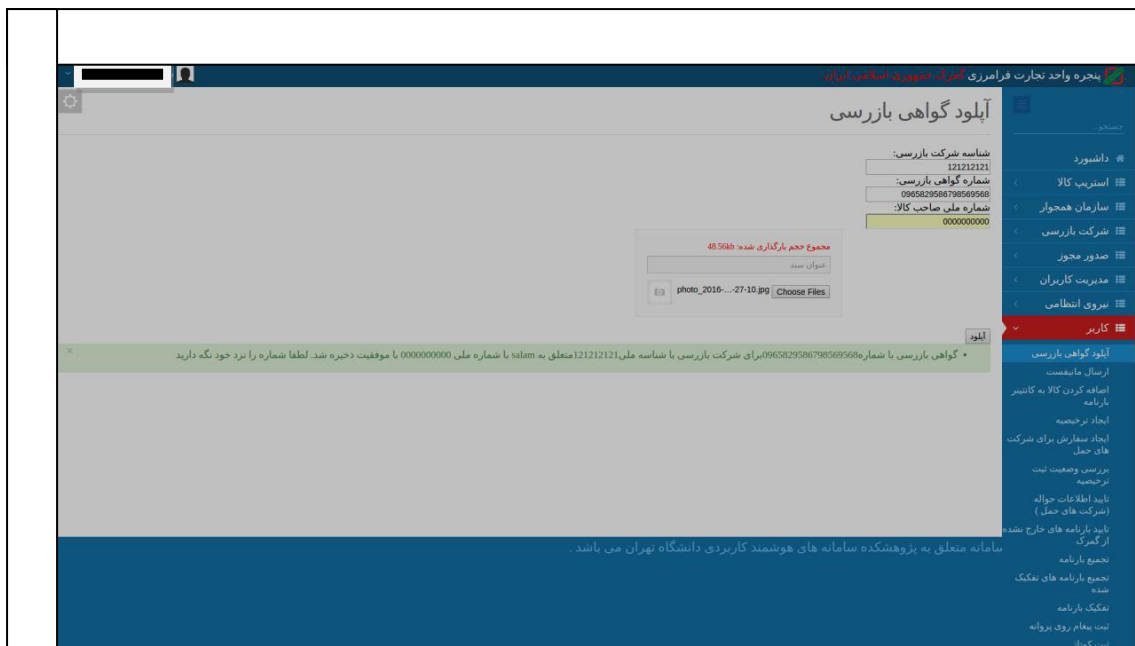 پنجره واحد تجارت فرامرزی گمرک جمهوری اسلامی ایران
جستجو...
داشبورد
استریپ کالا
سازمان همجوار
شرکت بازرسی
صدور مجوز
مدیریت کاربران
نیروی انتظامی
کاربر
آپلود گواهی بازرسی
ارسال مانیفست
اضافه کردن کالا به کانتینر
بارنامه
ایجاد ترخیصیه
ایجاد سفارش برای شرکت
های حمل
بررسی وضعیت ثبت
ترخیصیه
تایید اطلاعات حواله
(شرکت های حمل )
تایید بارنامه های خارج نشده
از گمرک
تجمیع بارنامه
تجمیع بارنامه های تفکیک
شده
تفکیک بارنامه
ثبت پیغام روی پروانه
ثبت کوتاژ
آپلود گواهی بازرسی
شناسه شرکت بازرسی:
121212121
شماره گواهی بازرسی:
0965829586798569568
شماره ملی صاحب کالا:
0000000000
مجموع حجم بارگذاری شده: 48.56kb
عنوان سند
Choose Files photo_2016-...-27-10.jpg
آپلود
گواهی بازرسی با شماره0965829586798569568برای شرکت بازرسی با شناسه ملی121212121متعلق به salam با شماره ملی 0000000000 با موفقیت ذخیره شد. لطفا شماره را نزد خود نگه دارید
سامانه متعلق به پژوهشکده سامانه های هوشمند کاربردی دانشگاه تهران می باشد .